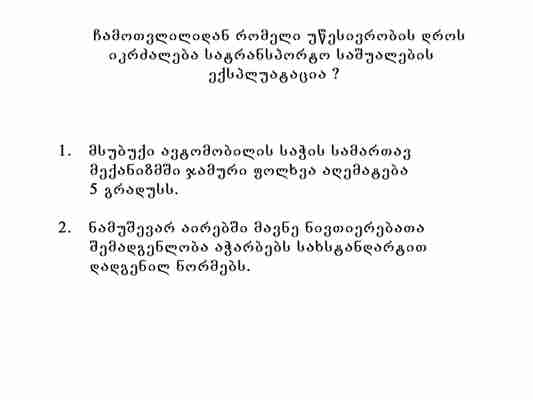 ჩამოთვლილიდან რომელი უწესივრობის დროს
იკრძალება სატრანსპორტო საშუალების
ექსპლუატაცია ?
1. მსუბუქი ავტომობილის საჭის სამართავ
მექანიზმში ჯამური ფოლხვა აღემატება
5 გრადუსს.
2. ნამუშევარ აირებში მავნე ნივთიერებათა
შემადგენლობა აჭარბებს სახსტანდარტით
დადგენილ ნორმებს.